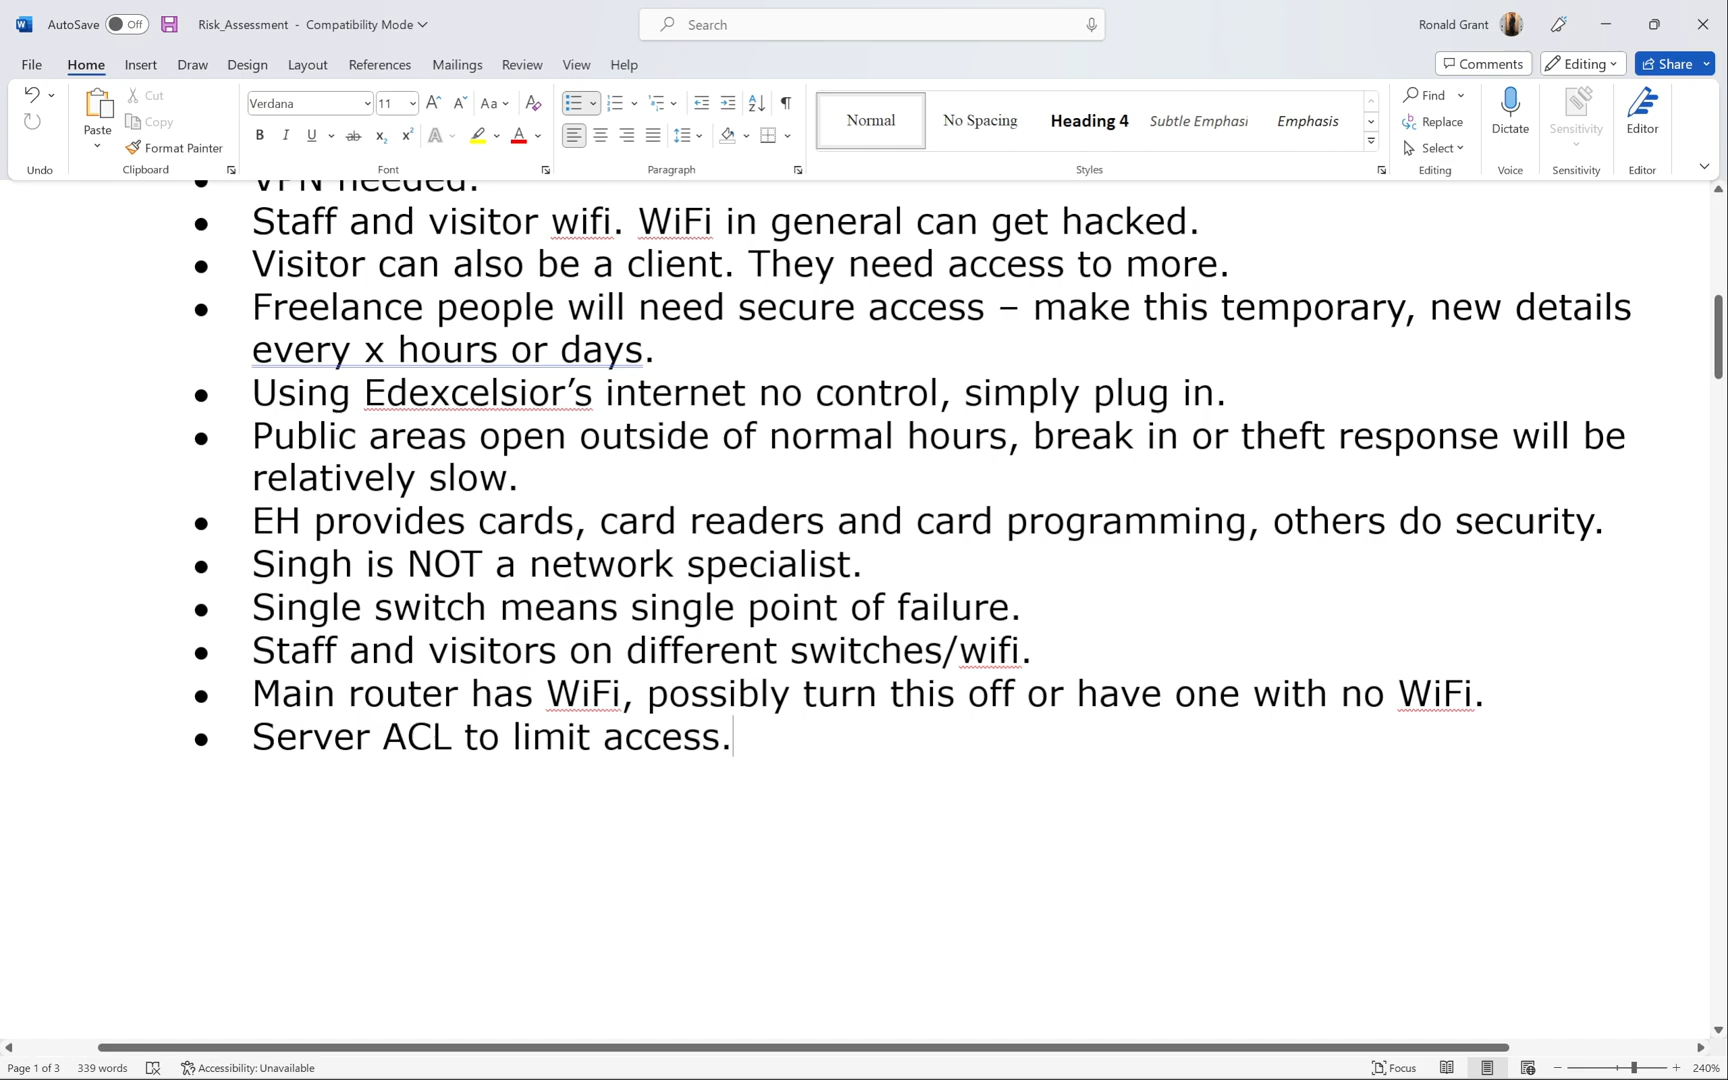 AutoSave Off Risk_Assessment - Compatibility Mode Search Ronald Grant
File Home Insert Draw Design Layout References Mailings Review View Help Comments Editing Share
Paste Cut Copy Format Painter Verdana 11 Aa Normal No Spacing Heading 4 Subtle Emphasi Emphasis Find Replace Select Dictate Sensitivity Editor
Undo Clipboard Font Paragraph Styles Editing Voice Sensitivity Editor
• VPN needed.
• Staff and visitor wifi. WiFi in general can get hacked.
• Visitor can also be a client. They need access to more.
• Freelance people will need secure access – make this temporary, new details
every x hours or days.
• Using Edexcelsior’s internet no control, simply plug in.
• Public areas open outside of normal hours, break in or theft response will be
relatively slow.
• EH provides cards, card readers and card programming, others do security.
• Singh is NOT a network specialist.
• Single switch means single point of failure.
• Staff and visitors on different switches/wifi.
• Main router has WiFi, possibly turn this off or have one with no WiFi.
• Server ACL to limit access.
Page 1 of 3 339 words Accessibility: Unavailable Focus 240%